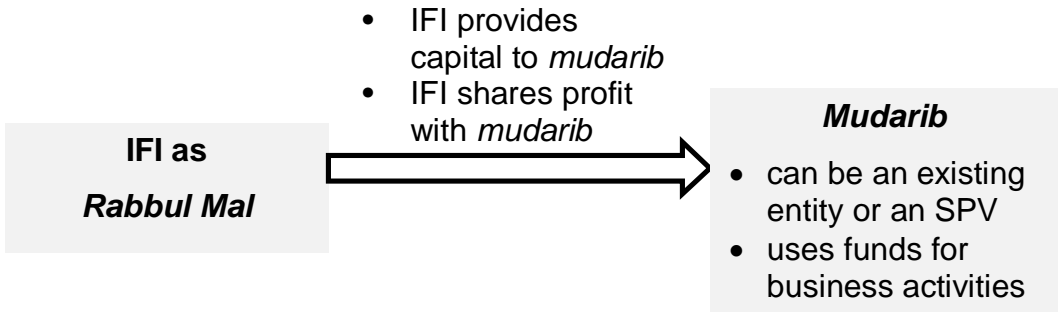 • IFI provides
capital to mudarib
• IFI shares profit
with mudarib
IFI as
Rabbul Mal
Mudarib
• can be an existing
entity or an SPV
• uses funds for
business activities